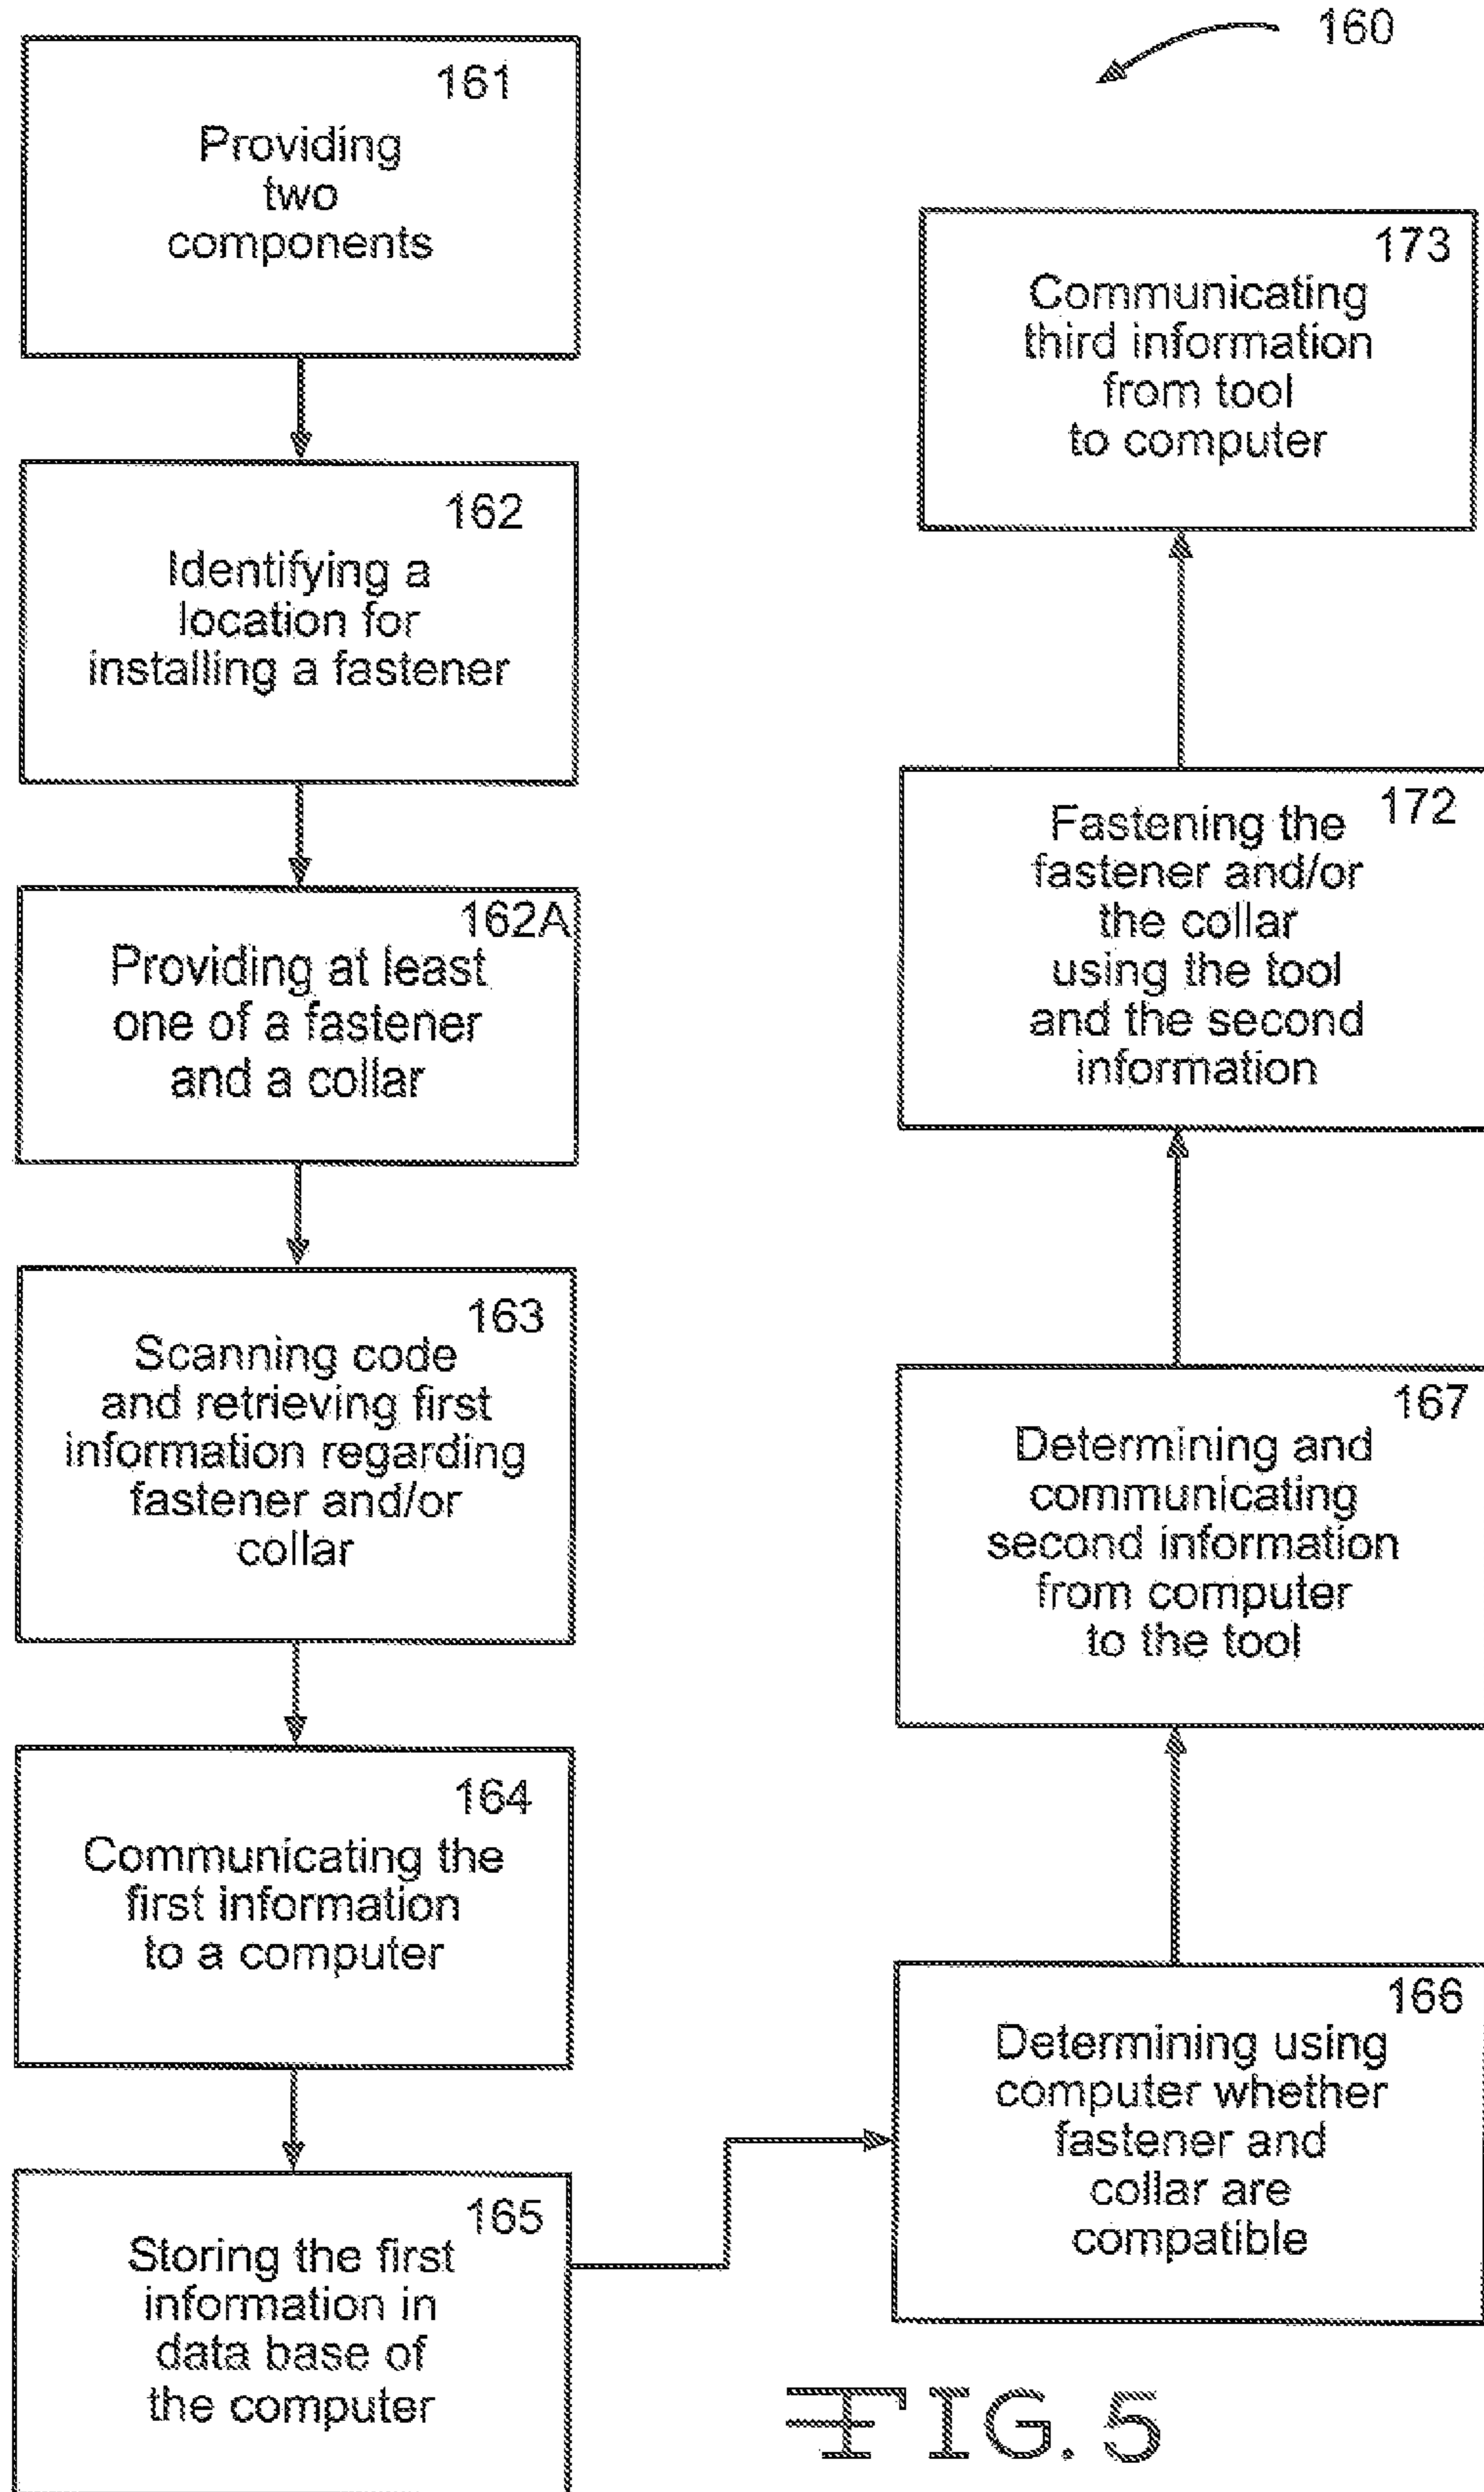 160
161
Providing
two
components
162
Identifying a
location for
installing a fastener
162A
Providing at least
one of a fastener
and a collar
163
Scanning code
and retrieving first
information regarding
fastener and/or
collar
164
Communicating the
first information
to a computer
165
Storing the first
information in
data base of
the computer
166
Determining using
computer whether
fastener and
collar are
compatible
167
Determining and
communicating
second information
from computer
to the tool
172
Fastening the
fastener and/or
the collar
using the tool
and the second
information
173
Communicating
third information
from tool
to computer
FIG. 5